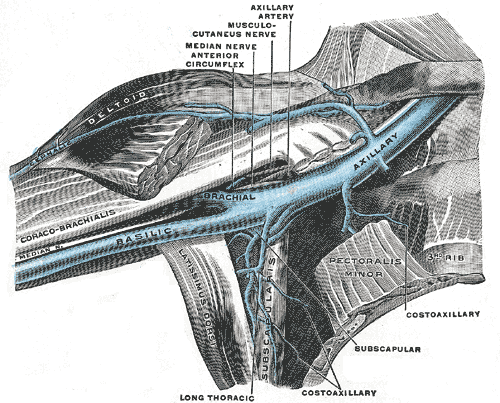 AXILLARY
ARTERY
MUSCULO-
CUTANEUS NERVE
MEDIAN NERVE
ANTERIOR
CIRCUMFLEX
DELTOID
CEPHALIC
AXILLARY
BRACHIAL
CORACO-BRACHIALIS
MEDIAN N.
BASILIC
LATISSIMUS DORSI
SUBSCAPULARIS
PECTORALIS
MINOR
3RD RIB
COSTOAXILLARY
SUBSCAPULAR
COSTOAXILLARY
LONG THORACIC